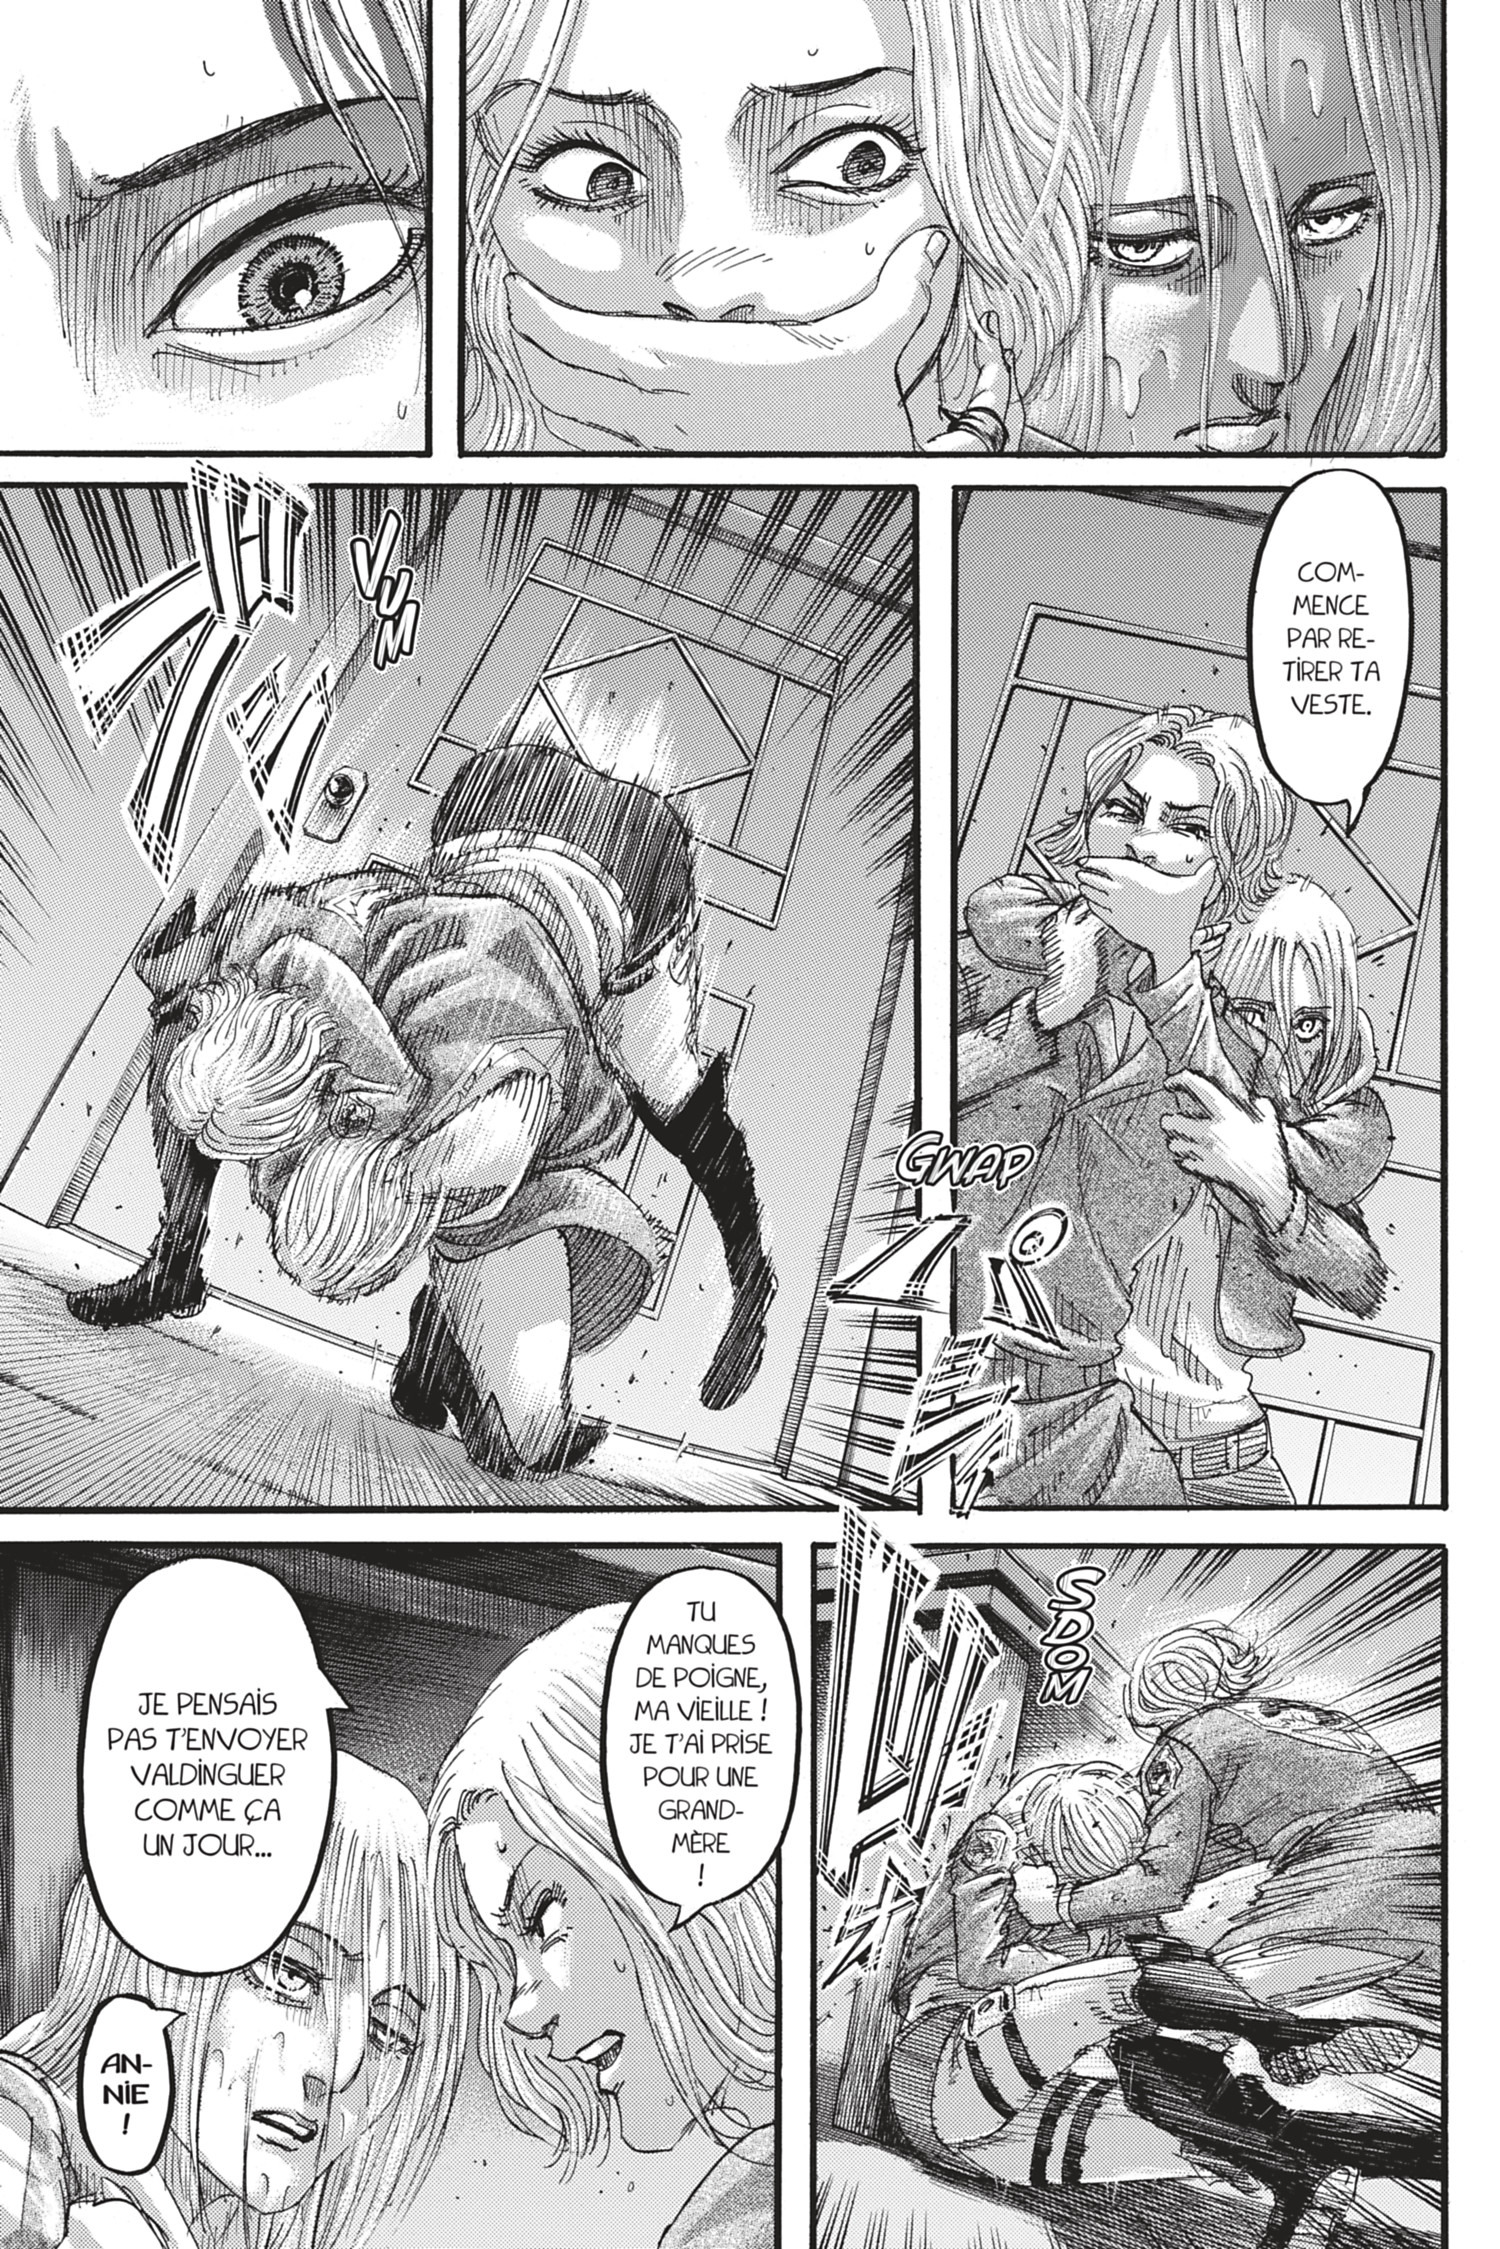 COM-
MENCE
PAR RE-
TIRER TA
VESTE.
GWAP
VUM
SDOM
TU
MANQUES
DE POIGNE,
MA VIEILLE !
JE T'AI PRISE
POUR UNE
GRAND-
MÈRE
!
JE PENSAIS
PAS T'ENVOYER
VALDINGUER
COMME ÇA
UN JOUR...
AN-
NIE
!